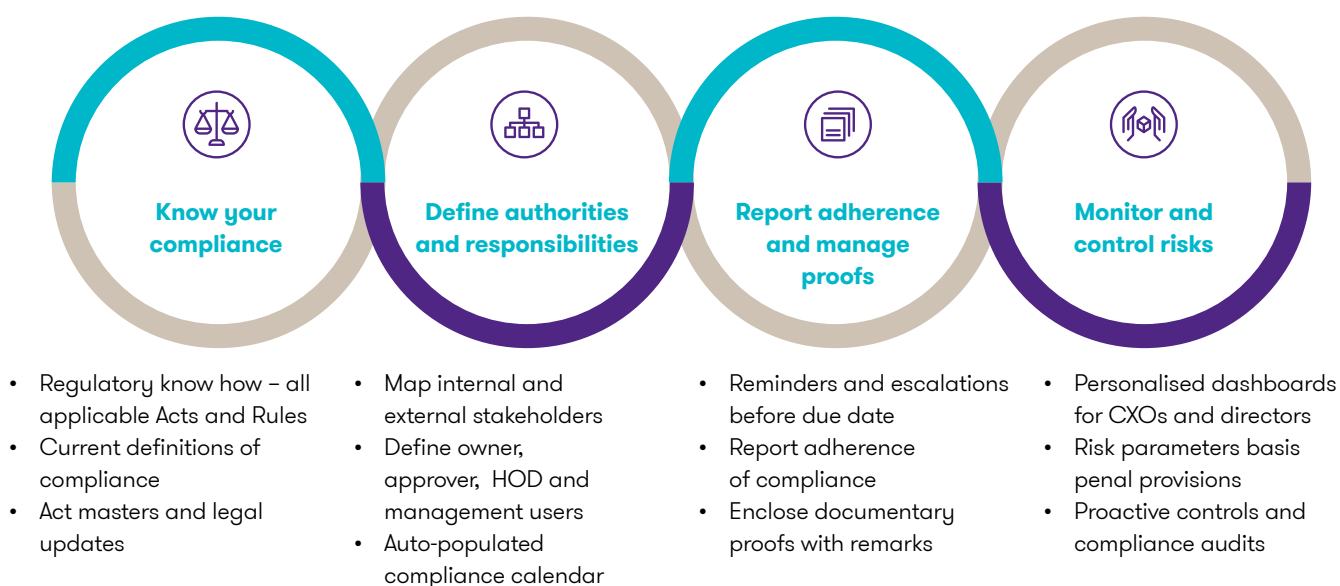 Know your
compliance
Define authorities
and responsibilities
Report adherence
and manage
proofs
Monitor and
control risks
• Regulatory know how – all
applicable Acts and Rules
• Current definitions of
compliance
• Act masters and legal
updates
• Map internal and
external stakeholders
• Define owner,
approver, HOD and
management users
• Auto-populated
compliance calendar
• Reminders and escalations
before due date
• Report adherence
of compliance
• Enclose documentary
proofs with remarks
• Personalised dashboards
for CXOs and directors
• Risk parameters basis
penal provisions
• Proactive controls and
compliance audits